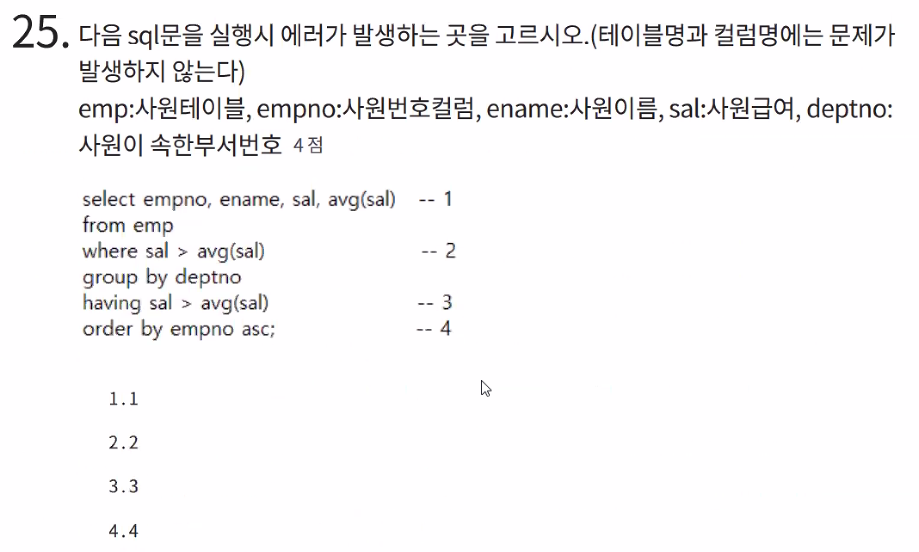 25. 다음 sql문을 실행시 에러가 발생하는 곳을 고르시오.(테이블명과 컬럼명에는 문제가
발생하지 않는다)
emp:사원테이블, empno:사원번호컬럼, ename:사원이름, sal:사원급여, deptno:
사원이 속한부서번호 4점
select empno, ename, sal, avg(sal) -- 1
from emp
where sal > avg(sal) -- 2
group by deptno
having sal > avg(sal) -- 3
order by empno asc; -- 4
1.1
2.2
3.3
4.4